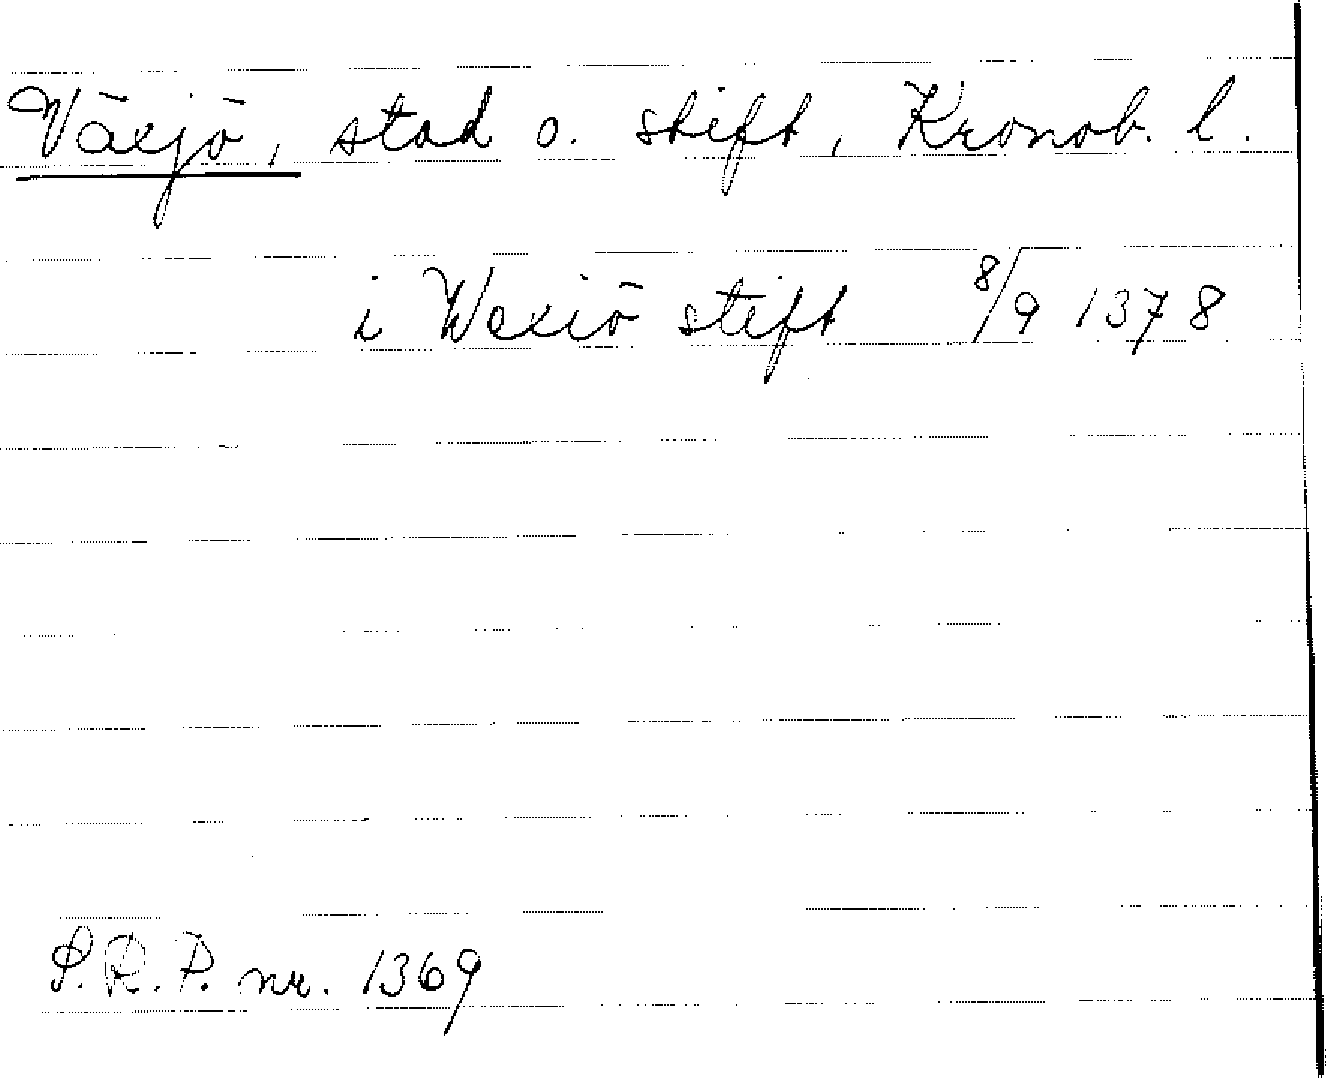 Växjö, stad o. stift, Kronob. l.
i Wexiö stift 8/9 1378
S.R.P. nr. 1369